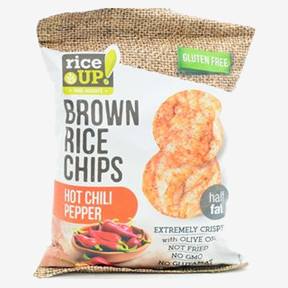 rice
UP!
GLUTEN FREE
BROWN
RICE
CHIPS
HOT CHILI
PEPPER
half
fat
EXTREMELY CRISPY
with OLIVE OIL
NOT FRIED
NO GMO
NO GLUTAMAT